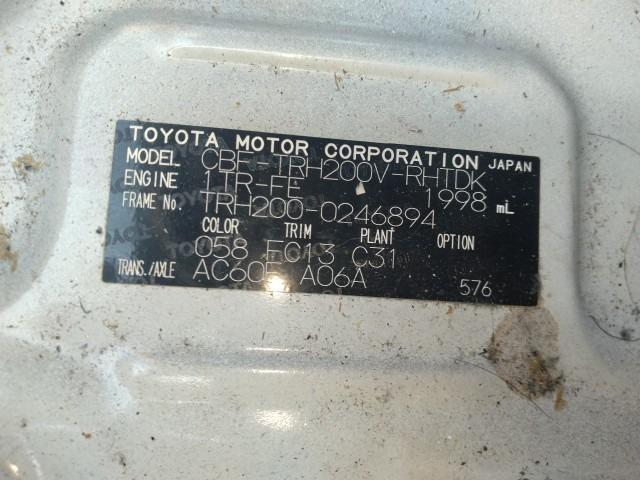 TOYOTA MOTOR CORPORATION JAPAN
MODEL CBF-TRH200V-RHTDK
ENGINE 1TR-FE 1998 mL
FRAME No. TRH200-0246894
COLOR TRIM PLANT OPTION
058 FC13 C31
TRANS./AXLE AC60E A06A
576